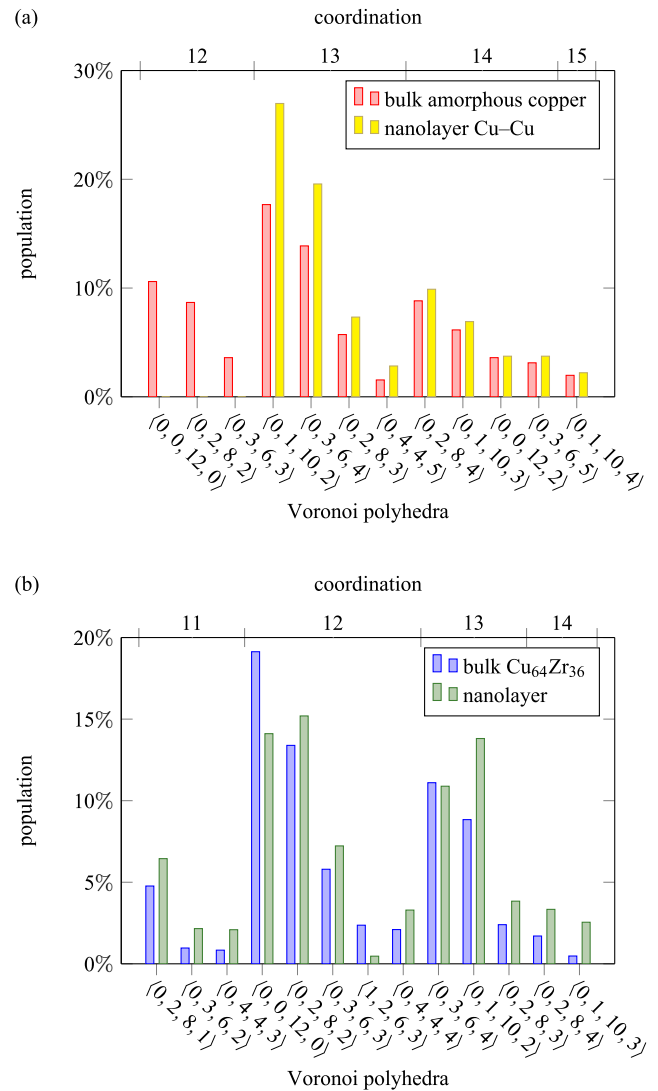 (a)
coordination
12 13 14 15
30%
20%
10%
0%
population
bulk amorphous copper
nanolayer Cu–Cu
⟨0, 0, 12, 0⟩
⟨0, 2, 8, 2⟩
⟨0, 3, 6, 3⟩
⟨0, 1, 10, 2⟩
⟨0, 3, 6, 4⟩
⟨0, 2, 8, 3⟩
⟨0, 4, 4, 5⟩
⟨0, 2, 8, 4⟩
⟨0, 1, 10, 3⟩
⟨0, 0, 12, 2⟩
⟨0, 3, 6, 5⟩
⟨0, 1, 10, 4⟩
Voronoi polyhedra
(b)
coordination
11 12 13 14
20%
15%
10%
5%
0%
population
bulk Cu₆₄Zr₃₆
nanolayer
⟨0, 2, 8, 1⟩
⟨0, 3, 6, 2⟩
⟨0, 4, 4, 3⟩
⟨0, 0, 12, 0⟩
⟨0, 2, 8, 2⟩
⟨0, 3, 6, 3⟩
⟨1, 2, 6, 3⟩
⟨0, 4, 4, 4⟩
⟨0, 3, 6, 4⟩
⟨0, 1, 10, 2⟩
⟨0, 2, 8, 3⟩
⟨0, 2, 8, 4⟩
⟨0, 1, 10, 3⟩
Voronoi polyhedra